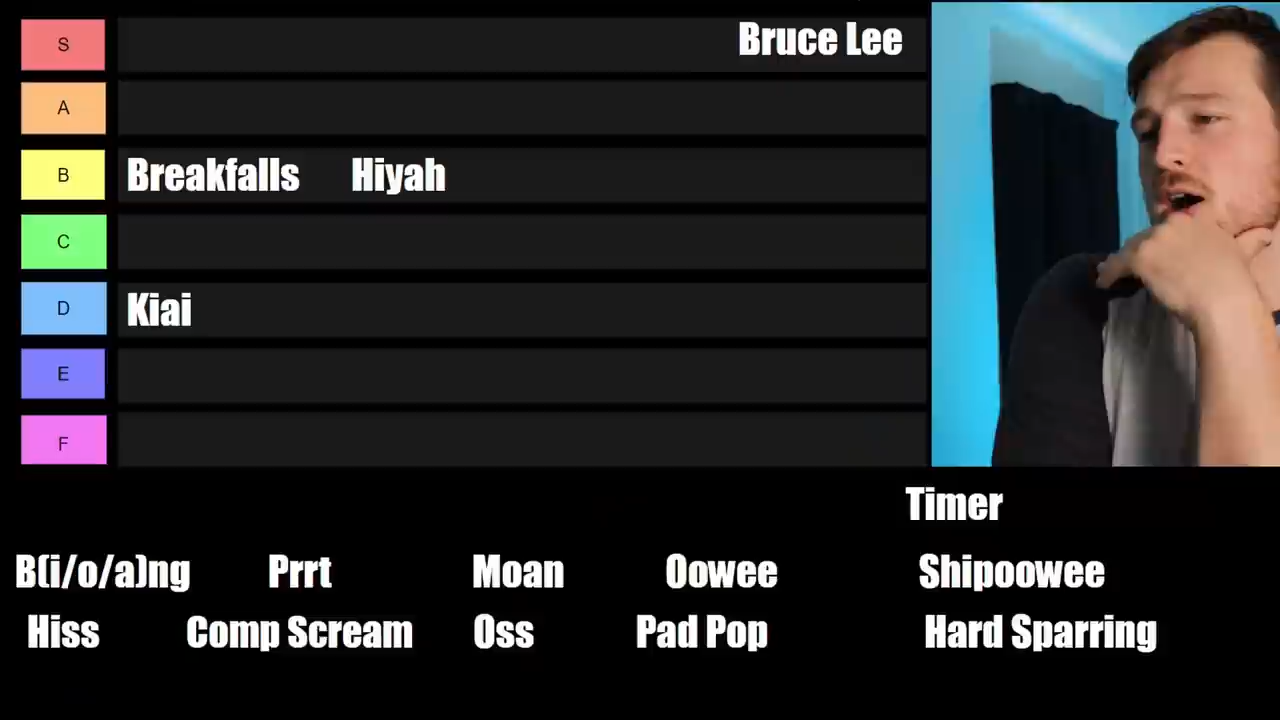 S Bruce Lee
A
B Breakfalls Hiyah
C
D Kiai
E
F
Timer
B(i/o/a)ng Prrt Moan Oowee Shipoowee
Hiss Comp Scream Oss Pad Pop Hard Sparring